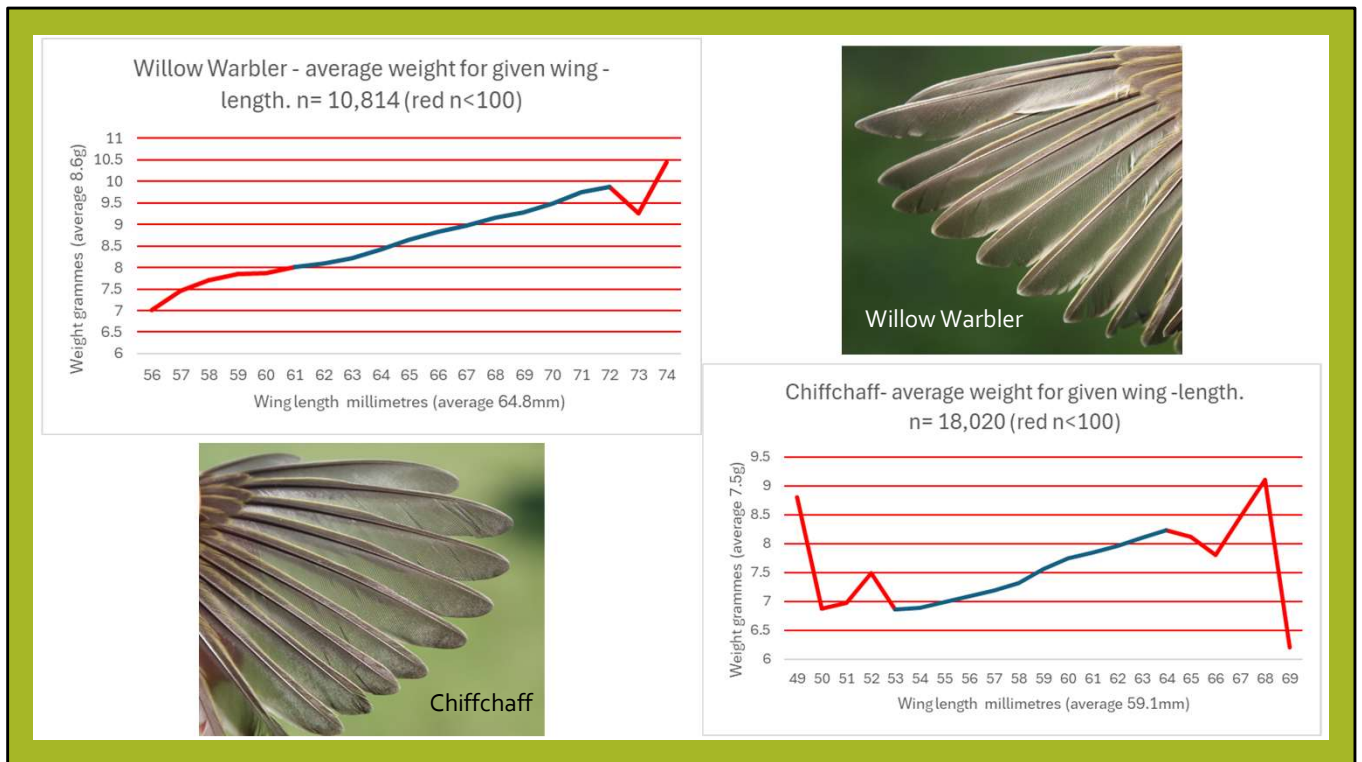 Willow Warbler - average weight for given wing -
length. n= 10,814 (red n<100)
Weight grammes (average 8.6g)
11
10.5
10
9.5
9
8.5
8
7.5
7
6.5
6
56 57 58 59 60 61 62 63 64 65 66 67 68 69 70 71 72 73 74
Wing length millimetres (average 64.8mm)
Willow Warbler
Chiffchaff
Chiffchaff- average weight for given wing -length.
n= 18,020 (red n<100)
Weight grammes (average 7.5g)
9.5
9
8.5
8
7.5
7
6.5
6
49 50 51 52 53 54 55 56 57 58 59 60 61 62 63 64 65 66 67 68 69
Wing length millimetres (average 59.1mm)